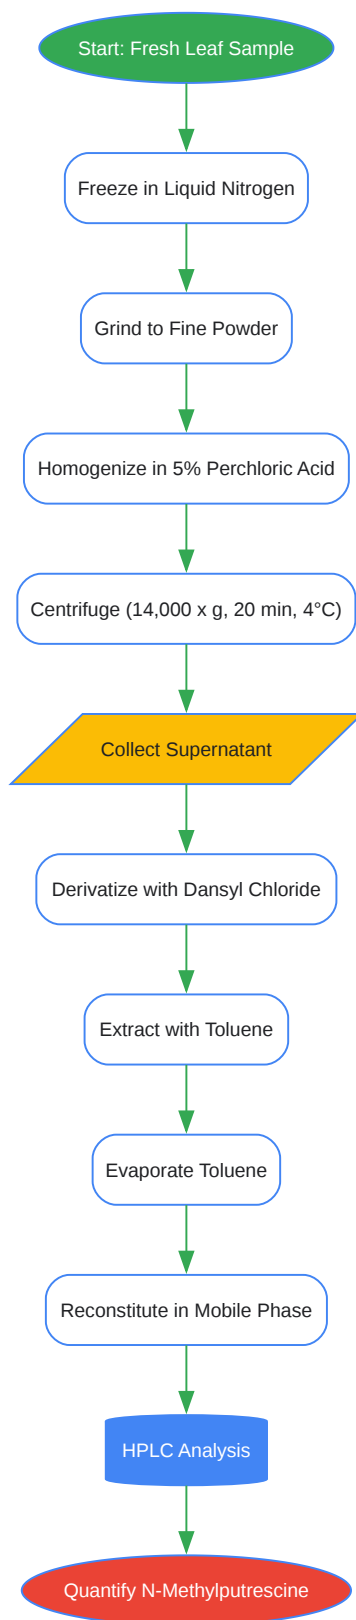 Start: Fresh Leaf Sample
Freeze in Liquid Nitrogen
Grind to Fine Powder
Homogenize in 5% Perchloric Acid
Centrifuge (14,000 x g, 20 min, 4°C)
Collect Supernatant
Derivatize with Dansyl Chloride
Extract with Toluene
Evaporate Toluene
Reconstitute in Mobile Phase
HPLC Analysis
Quantify N-Methylputrescine